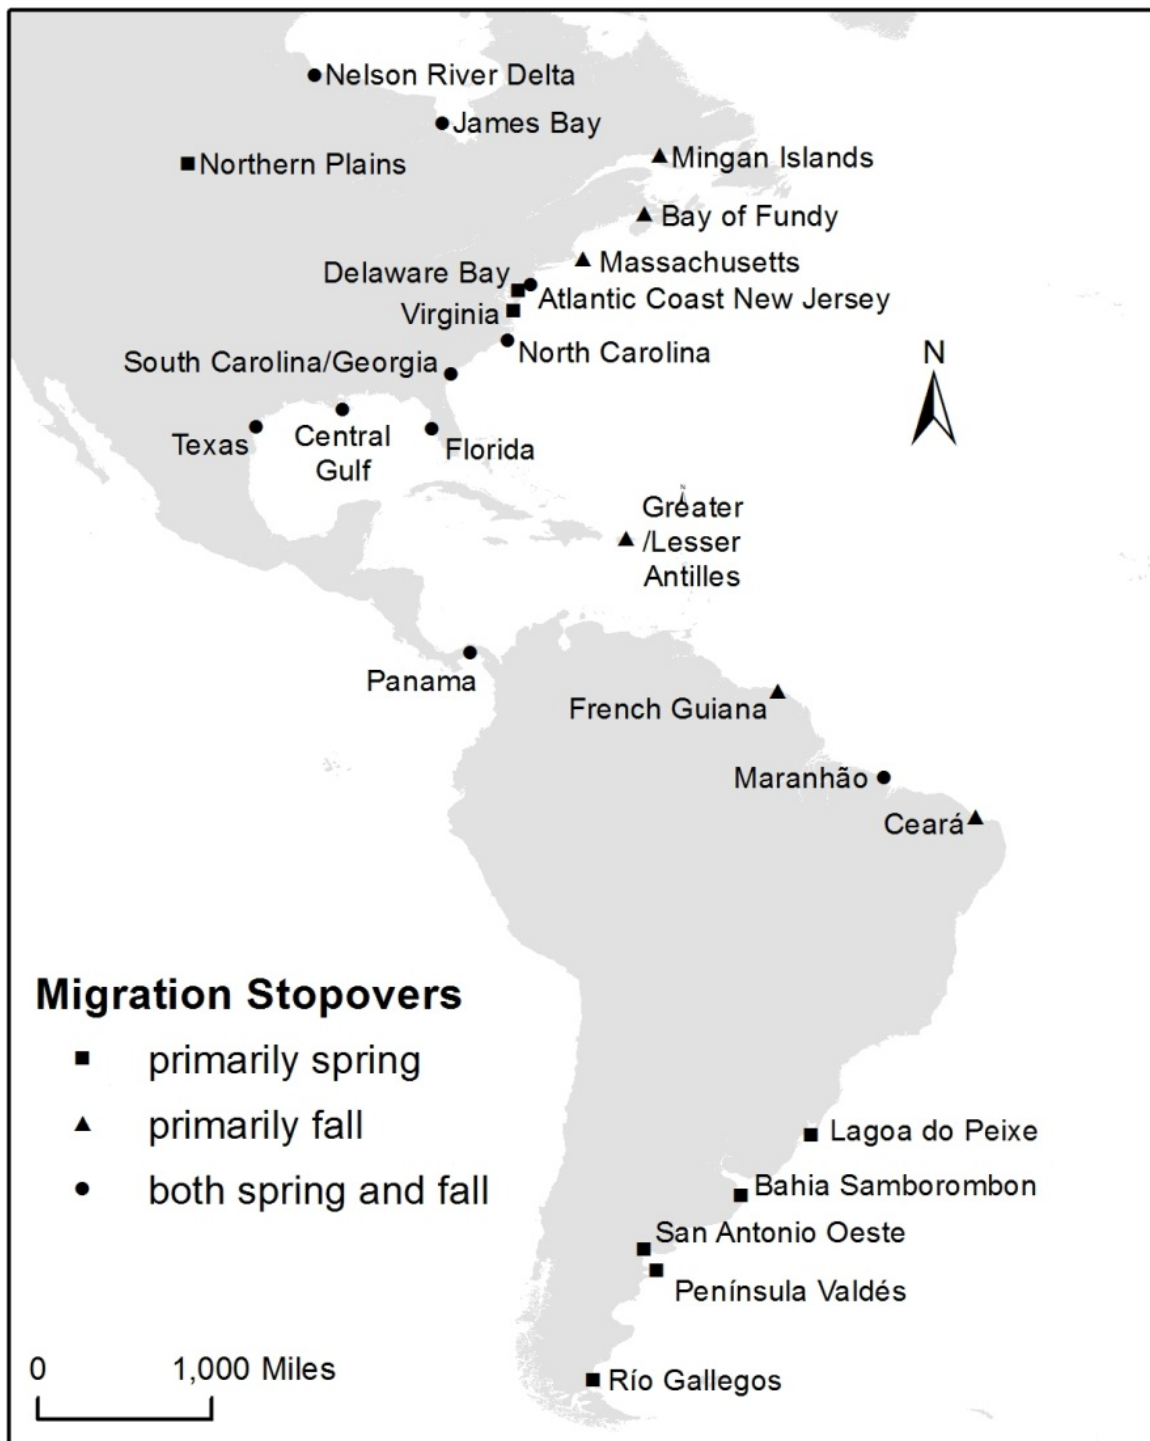 Nelson River Delta
James Bay
Mingan Islands
Northern Plains
Bay of Fundy
Massachusetts
Delaware Bay
Atlantic Coast New Jersey
Virginia
North Carolina
South Carolina/Georgia
N
Texas
Central
Gulf
Florida
N
Greater
/Lesser
Antilles
Panama
French Guiana
Maranhão
Ceará
Migration Stopovers
primarily spring
primarily fall
both spring and fall
Lagoa do Peixe
Bahia Samborombon
San Antonio Oeste
Península Valdés
Río Gallegos
0 1,000 Miles